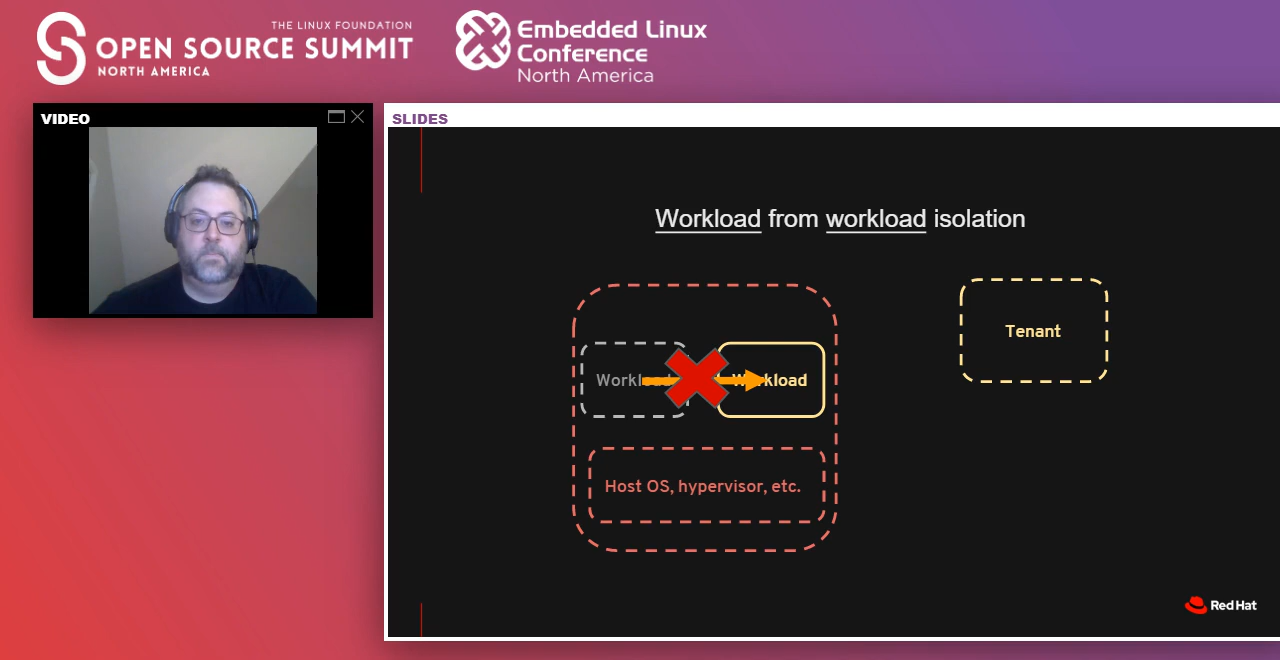 THE LINUX FOUNDATION
OPEN SOURCE SUMMIT
NORTH AMERICA
Embedded Linux
Conference
North America
VIDEO
SLIDES
Workload from workload isolation
Tenant
Workload
Workload
Host OS, hypervisor, etc.
Red Hat